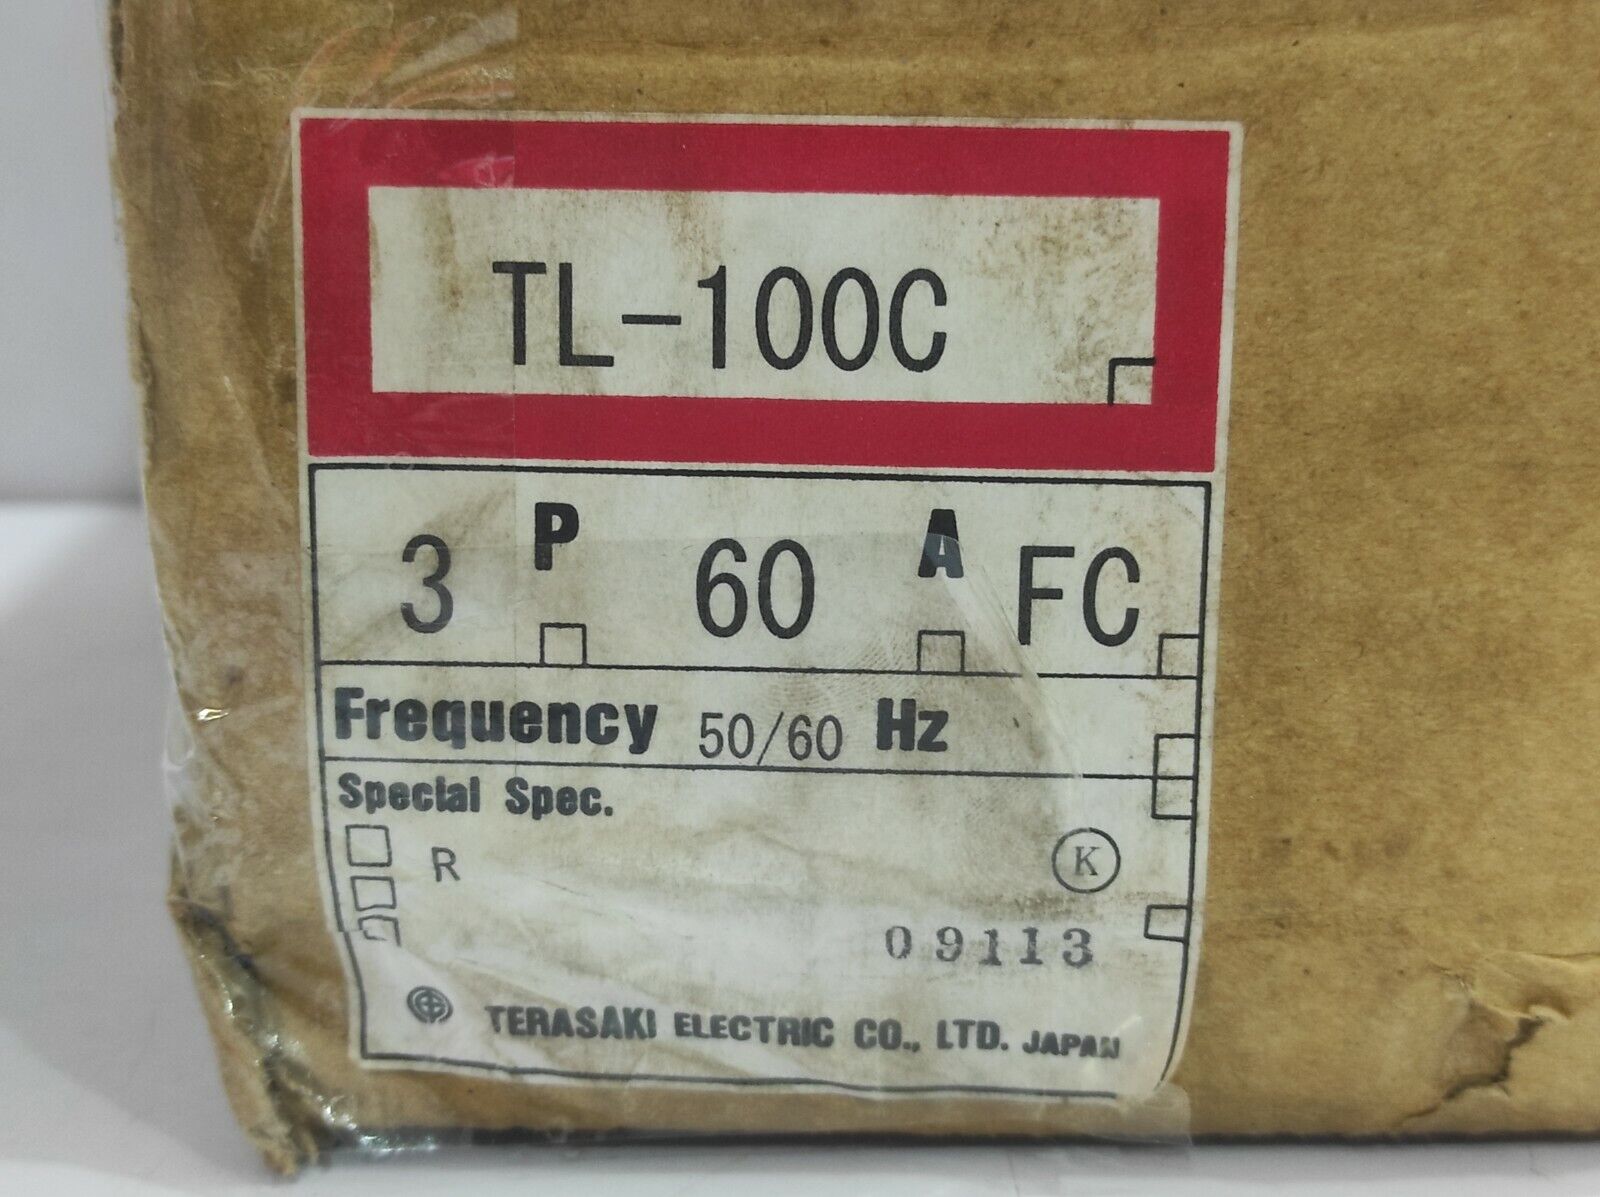 TL-100C
3 P 60 A FC
Frequency 50/60 Hz
Special Spec.
R K
09113
TERASAKI ELECTRIC CO., LTD. JAPAN